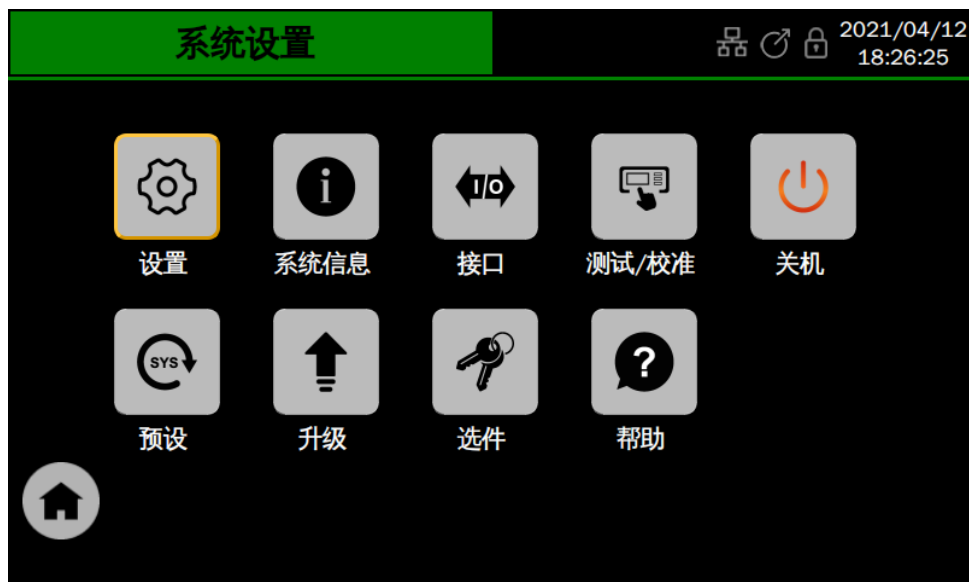 系统设置
2021/04/12
18:26:25
i
I/O
设置
系统信息
接口
测试/校准
关机
SYS
?
预设
升级
选件
帮助